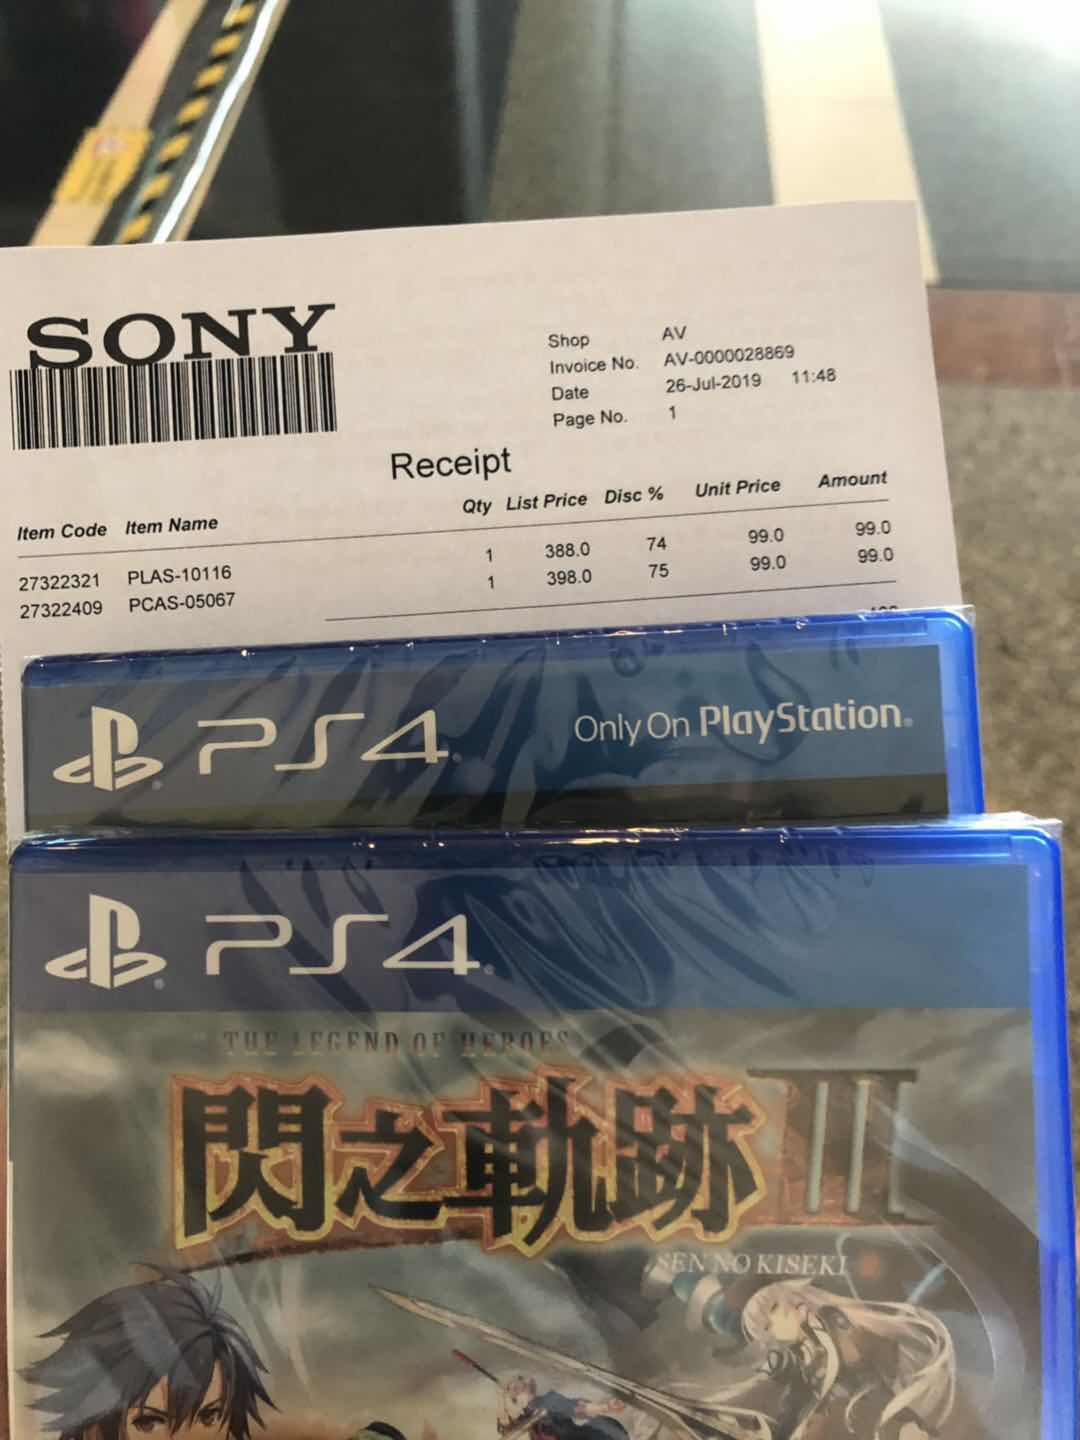 SONY
Shop AV
Invoice No. AV-0000028869
Date 26-Jul-2019 11:48
Page No. 1
Receipt
Item Code Item Name Qty List Price Disc % Unit Price Amount
27322321 PLAS-10116 1 388.0 74 99.0 99.0
27322409 PCAS-05067 1 398.0 75 99.0 99.0
PS4 Only On PlayStation
PS4
THE LEGEND OF HEROES
閃之軌跡III
SEN NO KISEKI